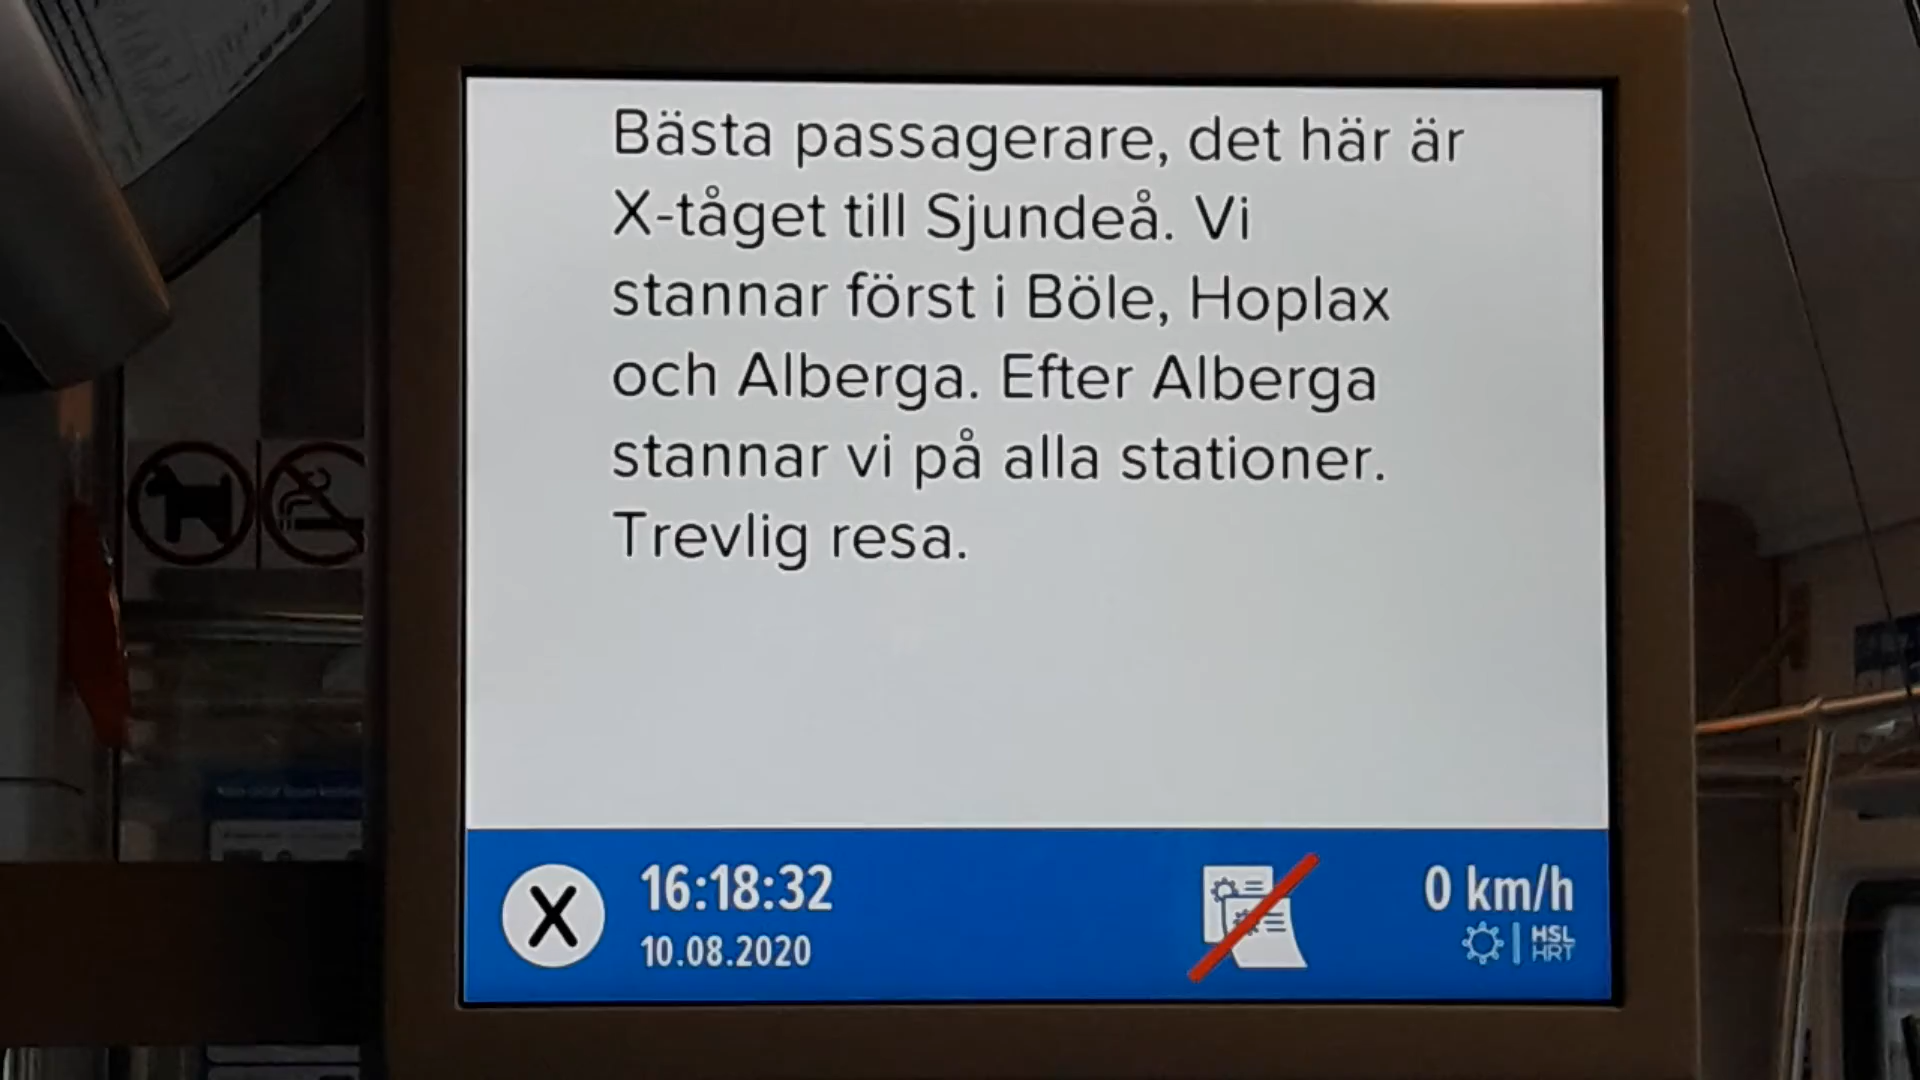 Bästa passagerare, det här är
X-tåget till Sjundeå. Vi
stannar först i Böle, Hoplax
och Alberga. Efter Alberga
stannar vi på alla stationer.
Trevlig resa.
X
16:18:32
10.08.2020
0 km/h
HSL
HRT